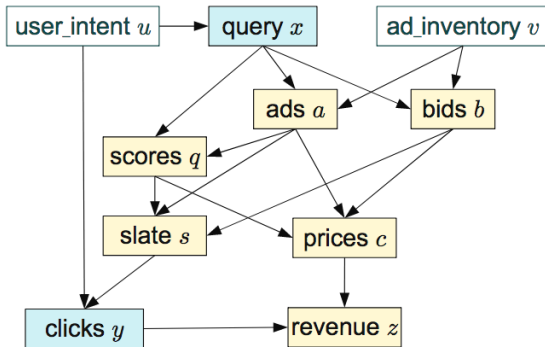 user_intent u
query x
ad_inventory v
ads a
bids b
scores q
slate s
prices c
clicks y
revenue z